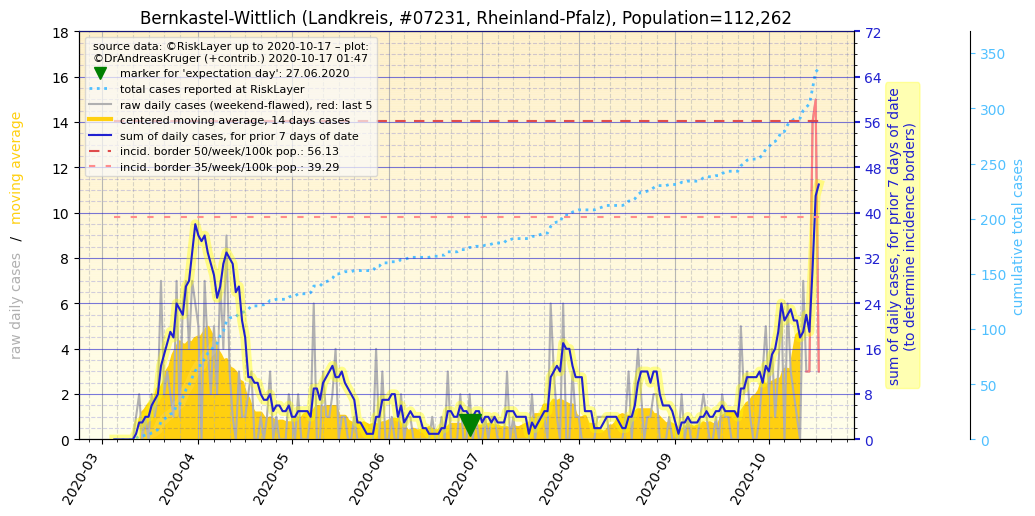 Bernkastel-Wittlich (Landkreis, #07231, Rheinland-Pfalz), Population=112,262
source data: ©RiskLayer up to 2020-10-17 – plot:
©DrAndreasKruger (+contrib.) 2020-10-17 01:47
marker for 'expectation day': 27.06.2020
total cases reported at RiskLayer
raw daily cases (weekend-flawed), red: last 5
centered moving average, 14 days cases
sum of daily cases, for prior 7 days of date
incid. border 50/week/100k pop.: 56.13
incid. border 35/week/100k pop.: 39.29
raw daily cases / moving average
18
16
14
12
10
8
6
4
2
0
2020-03
2020-04
2020-05
2020-06
2020-07
2020-08
2020-09
2020-10
72
64
56
48
40
32
24
16
8
0
sum of daily cases, for prior 7 days of date
(to determine incidence borders)
350
300
250
200
150
100
50
0
cumulative total cases